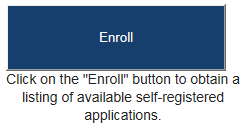 Enroll
Click on the "Enroll" button to obtain a
listing of available self-registered
applications.